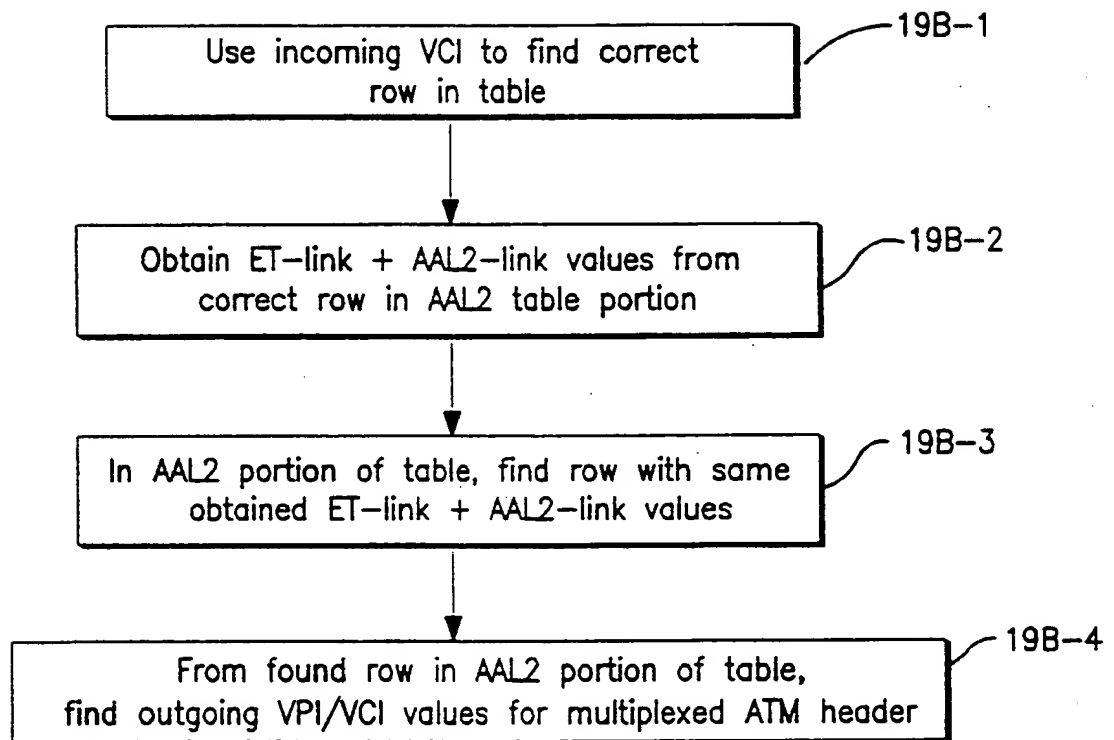 Use incoming VCI to find correct
row in table
19B-1
Obtain ET-link + AAL2-link values from
correct row in AAL2 table portion
19B-2
In AAL2 portion of table, find row with same
obtained ET-link + AAL2-link values
19B-3
From found row in AAL2 portion of table,
find outgoing VPI/VCI values for multiplexed ATM header
19B-4